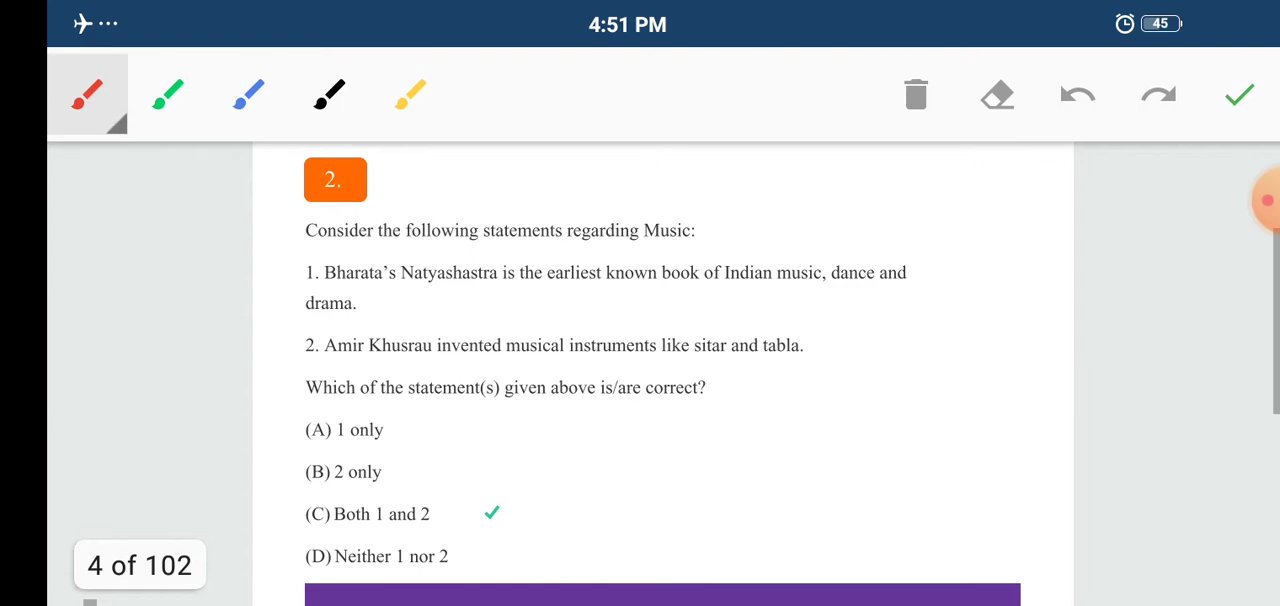 4:51 PM
45
2.
Consider the following statements regarding Music:
1. Bharata's Natyashastra is the earliest known book of Indian music, dance and
drama.
2. Amir Khusrau invented musical instruments like sitar and tabla.
Which of the statement(s) given above is/are correct?
(A) 1 only
(B) 2 only
(C) Both 1 and 2
(D) Neither 1 nor 2
4 of 102